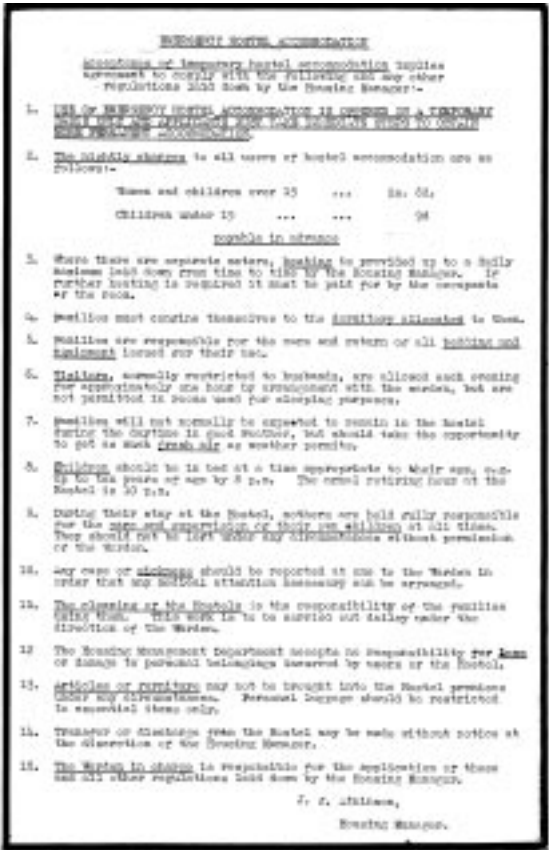 EMERGENCY HOSTEL ACCOMMODATION
Acceptance of temporary hostel accommodation implies
agreement to comply with the following and any other
regulations laid down by the Housing Manager:-
1. USE OF EMERGENCY HOSTEL ACCOMMODATION IS OFFERED ON A TEMPORARY
BASIS ONLY AND APPLICANTS MUST TAKE IMMEDIATE STEPS TO OBTAIN
MORE PERMANENT ACCOMMODATION.
2. The nightly charges to all users of hostel accommodation are as
follows:-
Women and children over 15 ...
Children under 15 ... ... 9d
payable in advance
3. Where there are separate meters, heating is provided up to a daily
maximum laid down from time to time by the Housing Manager. If
further heating is required it must be paid for by the occupants
of the room.
4. Families must confine themselves to the dormitory allocated to them.
5. Families are responsible for the care and return of all bedding and
equipment issued for their use.
6. Visitors, normally restricted to husbands, are allowed each evening
for approximately one hour by arrangement with the warden, but are
not permitted in rooms used for sleeping purposes.
7. Families will not normally be expected to remain in the hostel
during the daytime in good weather, but should take the opportunity
to get as much fresh air as weather permits.
8. Children should be in bed at a time appropriate to their age, e.g.
up to ten years of age by 8 p.m. The usual retiring hour at the
Hostel is 10 p.m.
9. During their stay at the Hostel, mothers are held fully responsible
for the care and supervision of their own children at all times.
They should not be left under any circumstances without permission
of the Warden.
10. Any case of sickness should be reported at once to the Warden in
order that any medical attention necessary can be arranged.
11. The cleaning of the Hostels is the responsibility of the families
using them. This work is to be carried out daily under the
direction of the Warden.
12 The Housing Management Department accepts no responsibility for loss
or damage to personal belongings incurred by users of the Hostel.
13. Articles of furniture may not be brought into the Hostel premises
under any circumstances. Personal luggage should be restricted
to essential items only.
14. Transfer or discharge from the Hostel may be made without notice at
the discretion of the Housing Manager.
15. The Warden in charge is responsible for the application of these
and all other regulations laid down by the Housing Manager.
Atkinson,
Housing Manager.